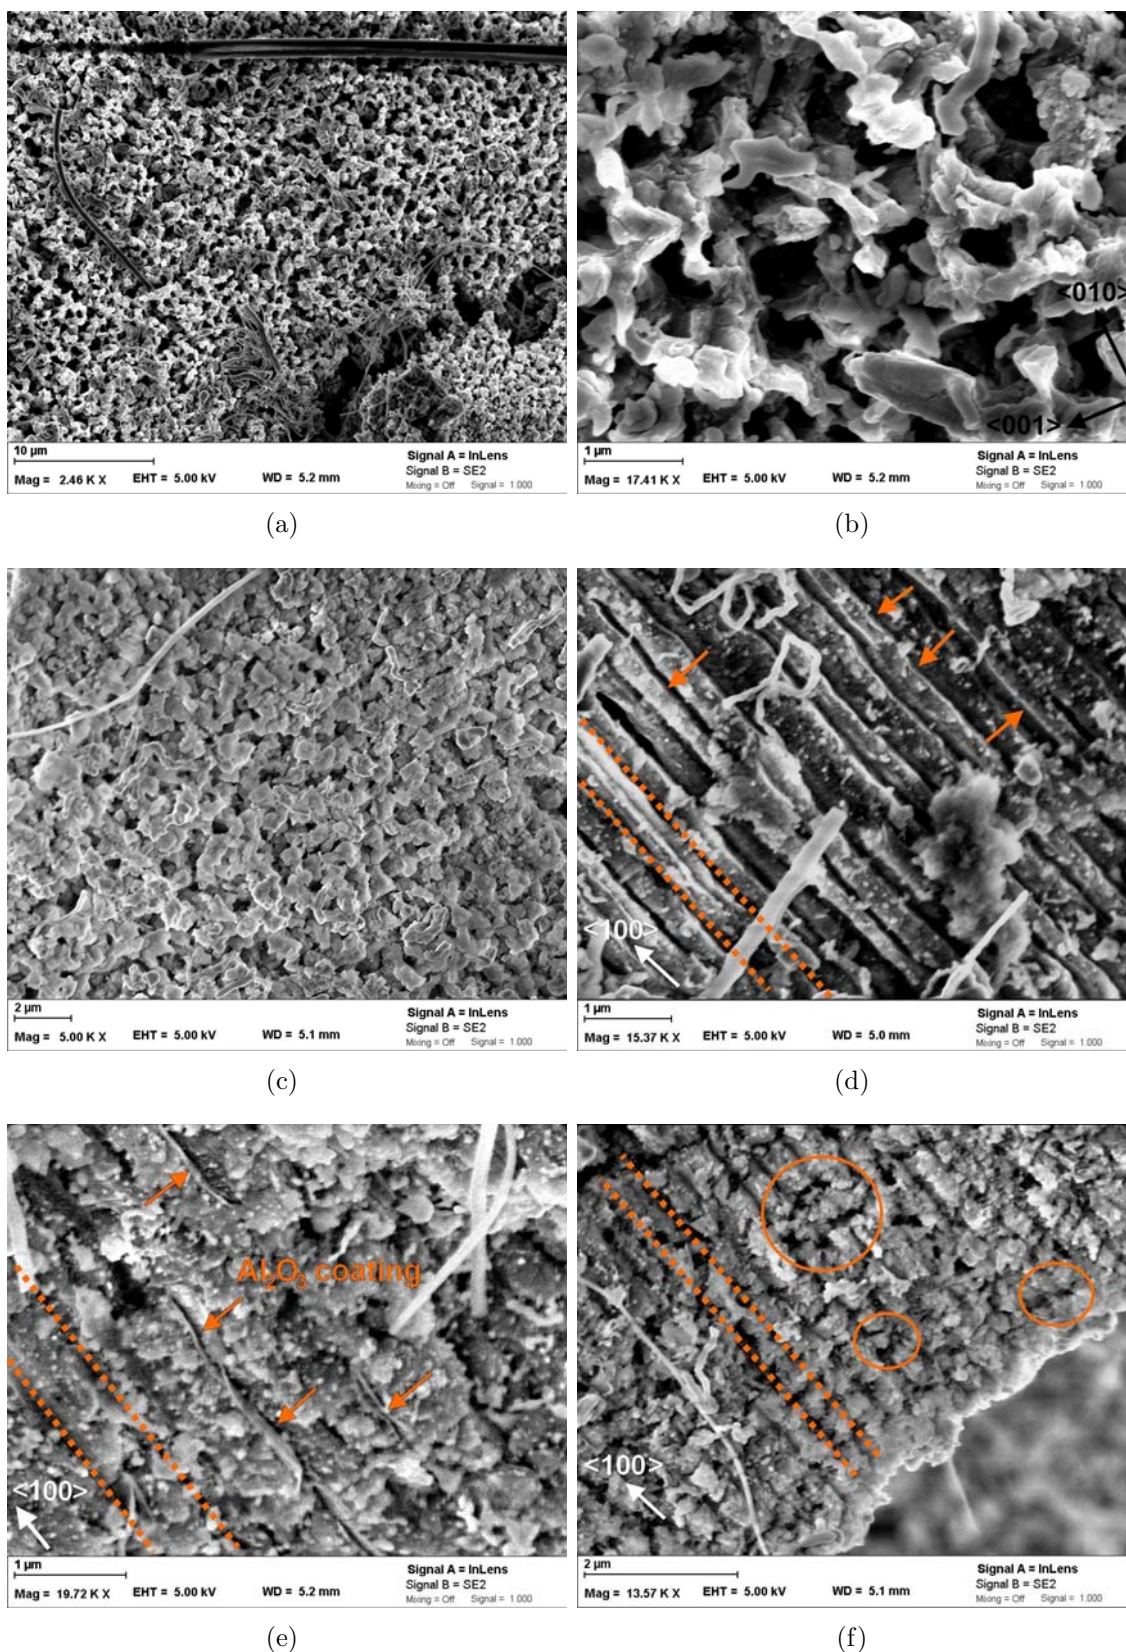 10 µm
Mag = 2.46 K X EHT = 5.00 kV WD = 5.2 mm Signal A = InLens
Signal B = SE2
Mixing = Off Signal = 1.000
(a)
<010>
<001>
1 µm
Mag = 17.41 K X EHT = 5.00 kV WD = 5.2 mm Signal A = InLens
Signal B = SE2
Mixing = Off Signal = 1.000
(b)
2 µm
Mag = 5.00 K X EHT = 5.00 kV WD = 5.1 mm Signal A = InLens
Signal B = SE2
Mixing = Off Signal = 1.000
(c)
<100>
1 µm
Mag = 15.37 K X EHT = 5.00 kV WD = 5.0 mm Signal A = InLens
Signal B = SE2
Mixing = Off Signal = 1.000
(d)
Al₂O₃ coating
<100>
1 µm
Mag = 19.72 K X EHT = 5.00 kV WD = 5.2 mm Signal A = InLens
Signal B = SE2
Mixing = Off Signal = 1.000
(e)
<100>
2 µm
Mag = 13.57 K X EHT = 5.00 kV WD = 5.1 mm Signal A = InLens
Signal B = SE2
Mixing = Off Signal = 1.000
(f)